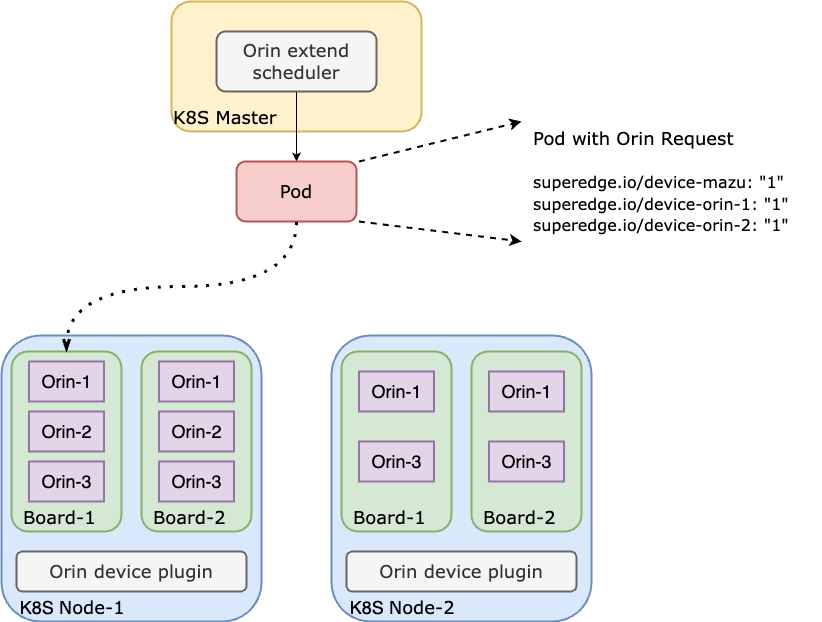 Orin extend
scheduler
K8S Master
Pod
Pod with Orin Request
superedge.io/device-mazu: "1"
superedge.io/device-orin-1: "1"
superedge.io/device-orin-2: "1"
Orin-1
Orin-2
Orin-3
Board-1
Orin-1
Orin-2
Orin-3
Board-2
Orin device plugin
K8S Node-1
Orin-1
Orin-3
Board-1
Orin-1
Orin-3
Board-2
Orin device plugin
K8S Node-2